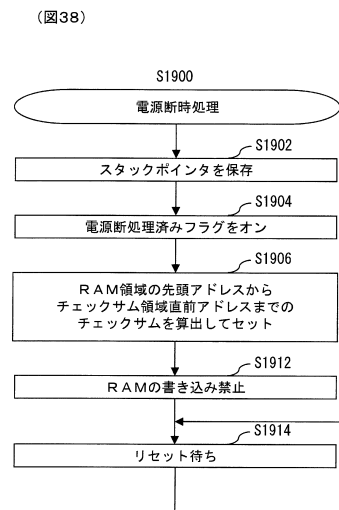 (図38)
S1900
電源断時処理
S1902
スタックポインタを保存
S1904
電源断処理済みフラグをオン
S1906
RAM領域の先頭アドレスから
チェックサム領域直前アドレスまでの
チェックサムを算出してセット
S1912
RAMの書き込み禁止
S1914
リセット待ち